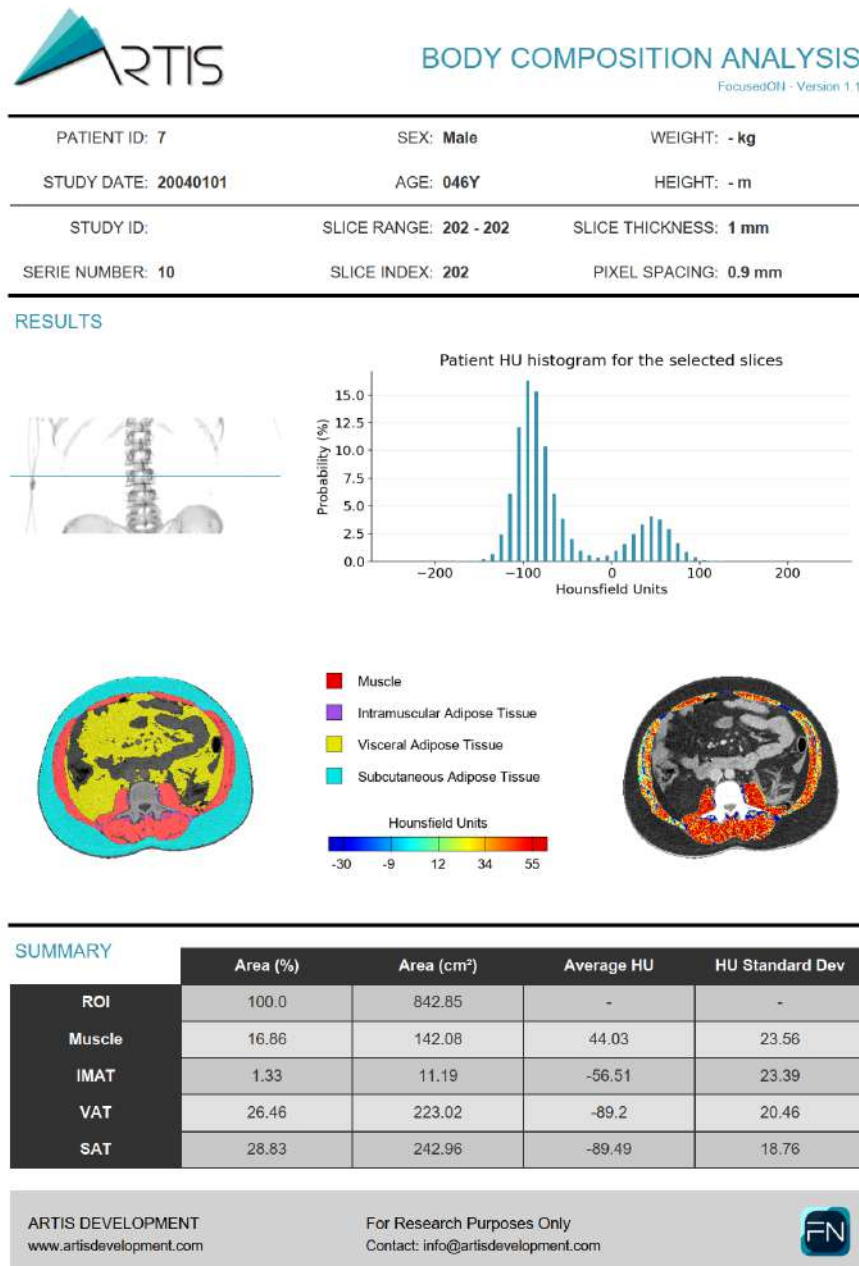 ARTIS
BODY COMPOSITION ANALYSIS
FocusedON - Version 1.1
PATIENT ID: 7 SEX: Male WEIGHT: - kg
STUDY DATE: 20040101 AGE: 046Y HEIGHT: - m
STUDY ID: SLICE RANGE: 202 - 202 SLICE THICKNESS: 1 mm
SERIE NUMBER: 10 SLICE INDEX: 202 PIXEL SPACING: 0.9 mm
RESULTS
Patient HU histogram for the selected slices
Probability (%)
15.0
12.5
10.0
7.5
5.0
2.5
0.0
−200 −100 0 100 200
Hounsfield Units
Muscle
Intramuscular Adipose Tissue
Visceral Adipose Tissue
Subcutaneous Adipose Tissue
Hounsfield Units
-30 -9 12 34 55
SUMMARY
Area (%) Area (cm²) Average HU HU Standard Dev
ROI 100.0 842.85 - -
Muscle 16.86 142.08 44.03 23.56
IMAT 1.33 11.19 -56.51 23.39
VAT 26.46 223.02 -89.2 20.46
SAT 28.83 242.96 -89.49 18.76
ARTIS DEVELOPMENT For Research Purposes Only
www.artisdevelopment.com Contact: info@artisdevelopment.com
FN